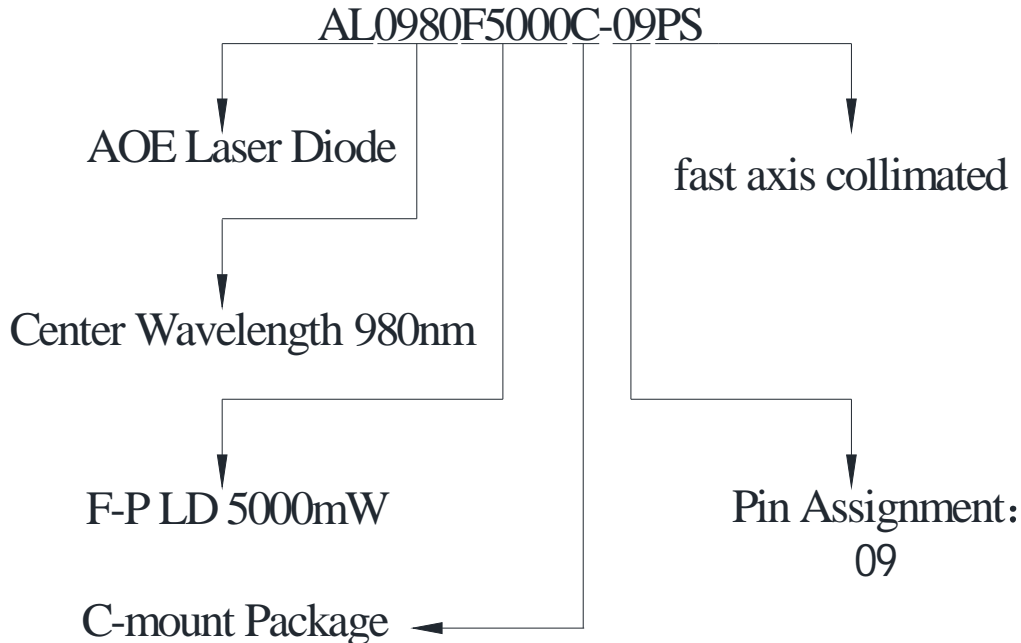 AL0980F5000C-09PS
AOE Laser Diode
fast axis collimated
Center Wavelength 980nm
F-P LD 5000mW
Pin Assignment：
09
C-mount Package